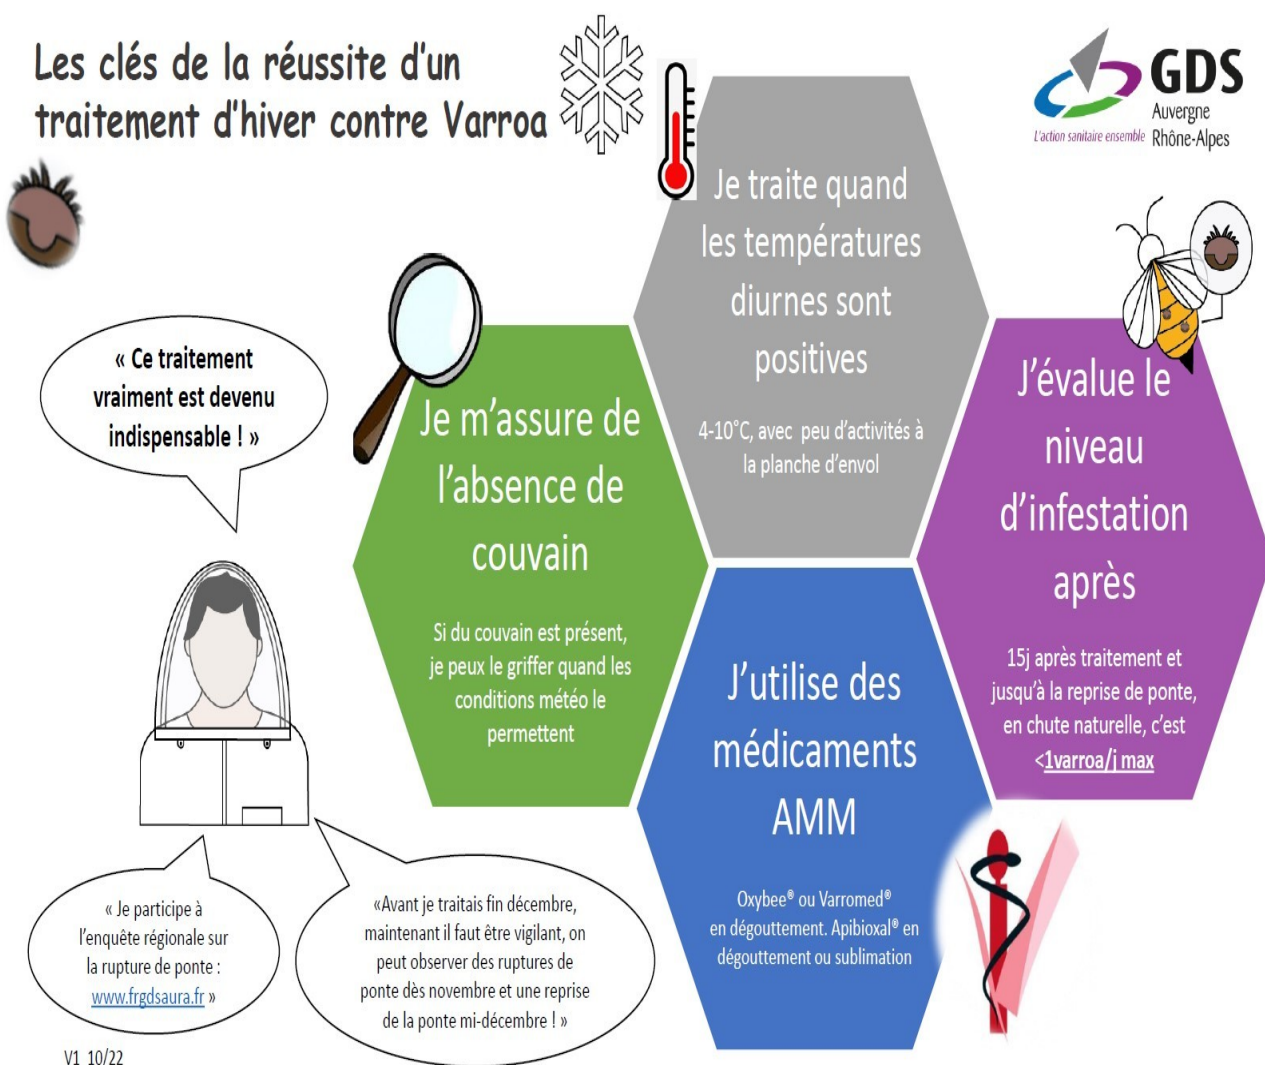 Les clés de la réussite d’un
traitement d’hiver contre Varroa
GDS
Auvergne
Rhône-Alpes
L'action sanitaire ensemble
Je traite quand
les températures
diurnes sont
positives
4-10°C, avec peu d’activités à
la planche d’envol
« Ce traitement
vraiment est devenu
indispensable ! »
Je m’assure de
l’absence de
couvain
Si du couvain est présent,
je peux le griffer quand les
conditions météo le
permettent
J’évalue le
niveau
d’infestation
après
15j après traitement et
jusqu’à la reprise de ponte,
en chute naturelle, c’est
<1varroa/j max
J’utilise des
médicaments
AMM
Oxybee® ou Varromed®
en dégouttement. Apibioxal® en
dégouttement ou sublimation
« Je participe à
l’enquête régionale sur
la rupture de ponte :
www.frgdsaura.fr »
«Avant je traitais fin décembre,
maintenant il faut être vigilant, on
peut observer des ruptures de
ponte dès novembre et une reprise
de la ponte mi-décembre ! »
V1 10/22